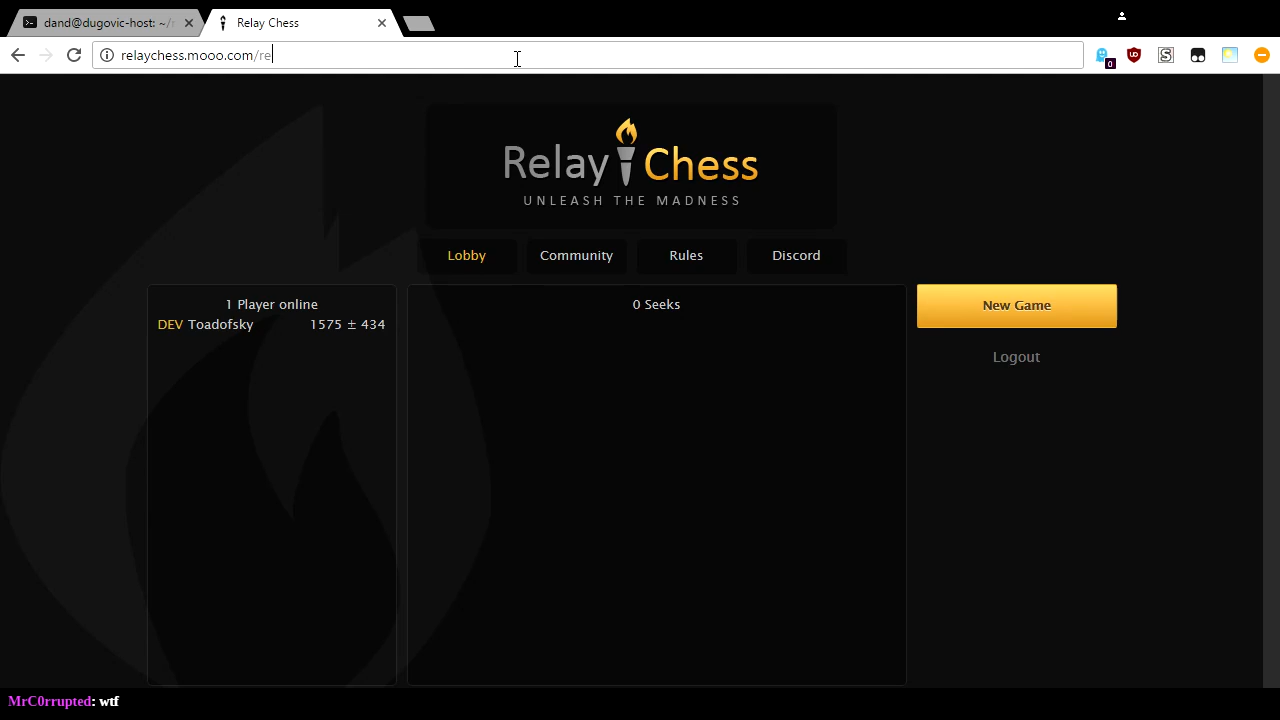 dand@dugovic-host: ~/r
Relay Chess
relaychess.mooo.com/re
0
Relay Chess
UNLEASH THE MADNESS
Lobby
Community
Rules
Discord
1 Player online
DEV Toadofsky 1575 ± 434
0 Seeks
New Game
Logout
MrC0rrupted: wtf